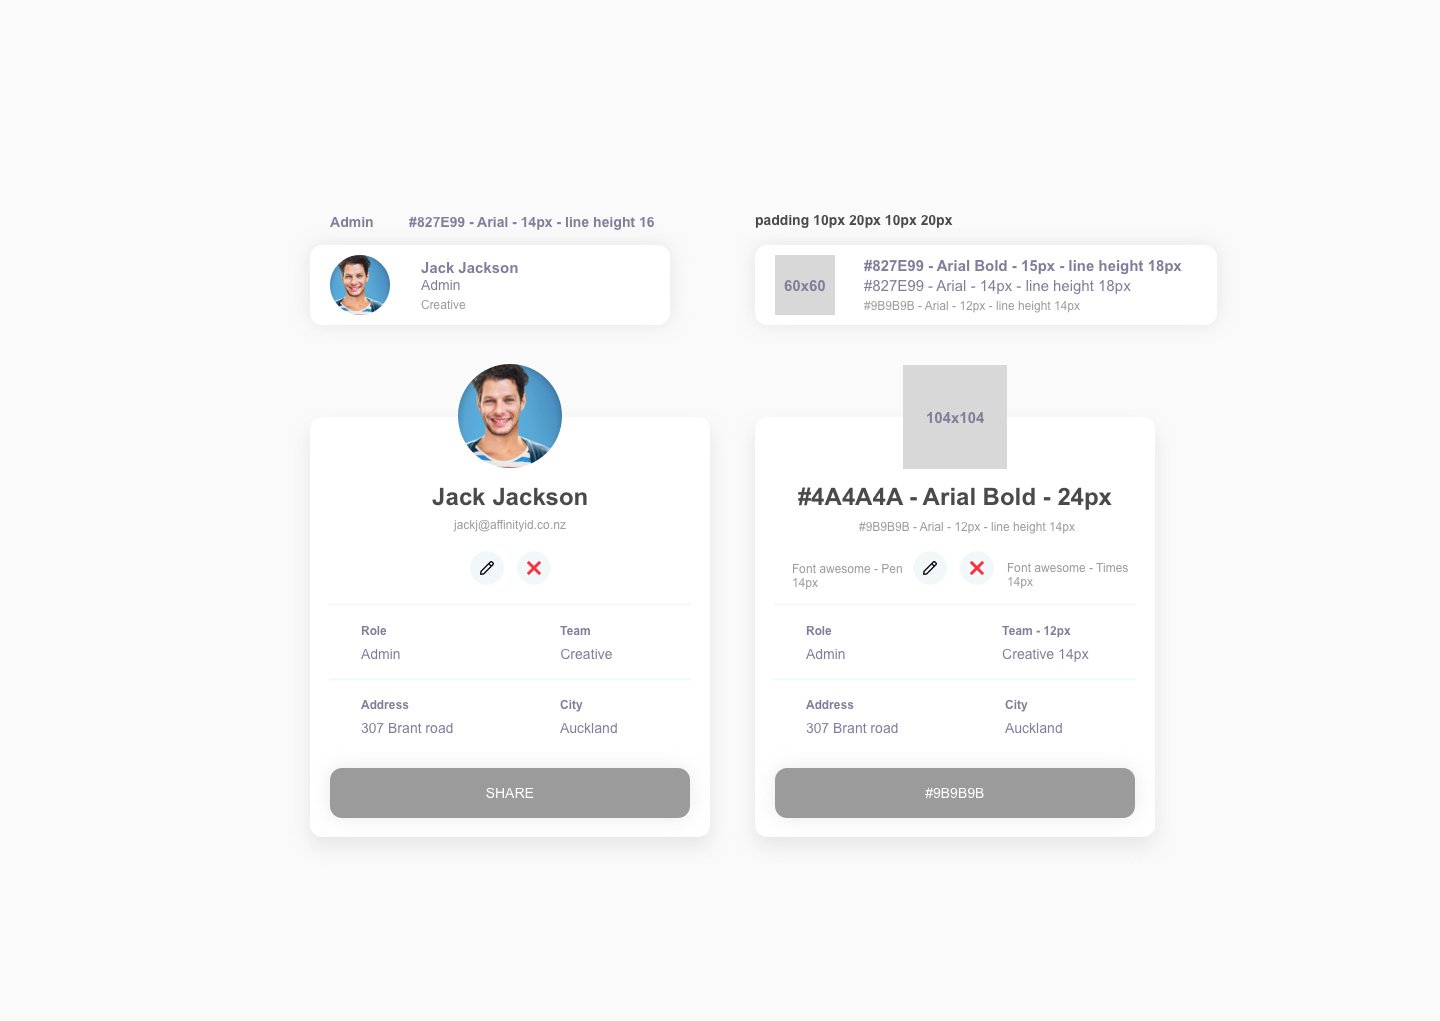 Admin
#827E99 - Arial - 14px - line height 16
Jack Jackson
Admin
Creative
padding 10px 20px 10px 20px
60x60
#827E99 - Arial Bold - 15px - line height 18px
#827E99 - Arial - 14px - line height 18px
#9B9B9B - Arial - 12px - line height 14px
Jack Jackson
jackj@affinityid.co.nz
Role
Team
Admin
Creative
Address
City
307 Brant road
Auckland
SHARE
104x104
#4A4A4A - Arial Bold - 24px
#9B9B9B - Arial - 12px - line height 14px
Font awesome - Pen
14px
Font awesome - Times
14px
Role
Team - 12px
Admin
Creative 14px
Address
City
307 Brant road
Auckland
#9B9B9B